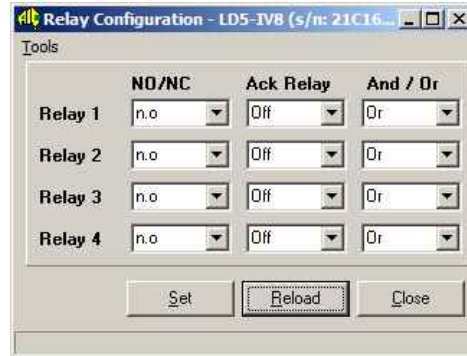 Relay Configuration - LD5-IV8 (s/n: 21C16...
Tools
NO/NC Ack Relay And / Or
Relay 1 n.o Off Or
Relay 2 n.o Off Or
Relay 3 n.o Off Or
Relay 4 n.o Off Or
Set Reload Close